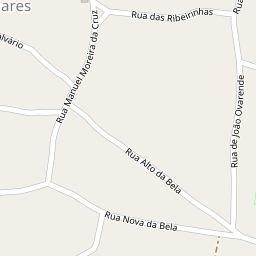 ares
Rua das Ribeirinhas
Rua
alvário
Rua Manuel Moreira da Cruz
Rua de João Ovarende
Rua Alto da Bela
Rua Nova da Bela